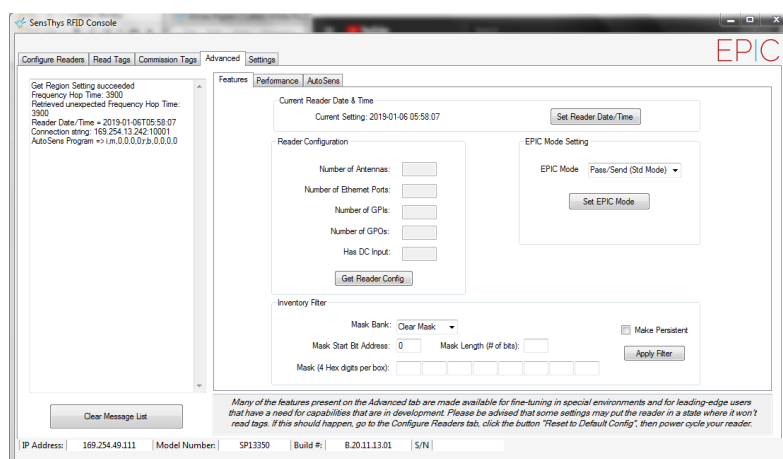 SensThys RFID Console
EPIC
Configure Readers Read Tags Commission Tags Advanced Settings
Features Performance AutoSens
Get Region Setting succeeded
Frequency Hop Time: 3900
Retrieved unexpected Frequency Hop Time:
3900
Reader Date/Time = 2019-01-06T05:58:07
Connection string: 169.254.13.242:10001
AutoSens Program => i,m,0,0,0,0;r,b,0,0,0,0
Clear Message List
Current Reader Date & Time
Current Setting: 2019-01-06 05:58:07
Set Reader Date/Time
Reader Configuration
Number of Antennas:
Number of Ethernet Ports:
Number of GPIs:
Number of GPOs:
Has DC Input:
Get Reader Config
EPIC Mode Setting
EPIC Mode Pass/Send (Std Mode)
Set EPIC Mode
Inventory Filter
Mask Bank: Clear Mask
Make Persistent
Mask Start Bit Address: 0 Mask Length (# of bits):
Apply Filter
Mask (4 Hex digits per box):
Many of the features present on the Advanced tab are made available for fine-tuning in special environments and for leading-edge users
that have a need for capabilities that are in development. Please be advised that some settings may put the reader in a state where it won't
read tags. If this should happen, go to the Configure Readers tab, click the button "Reset to Default Config", then power cycle your reader.
IP Address: 169.254.49.111 Model Number: SP13350 Build #: B.20.11.13.01 S/N